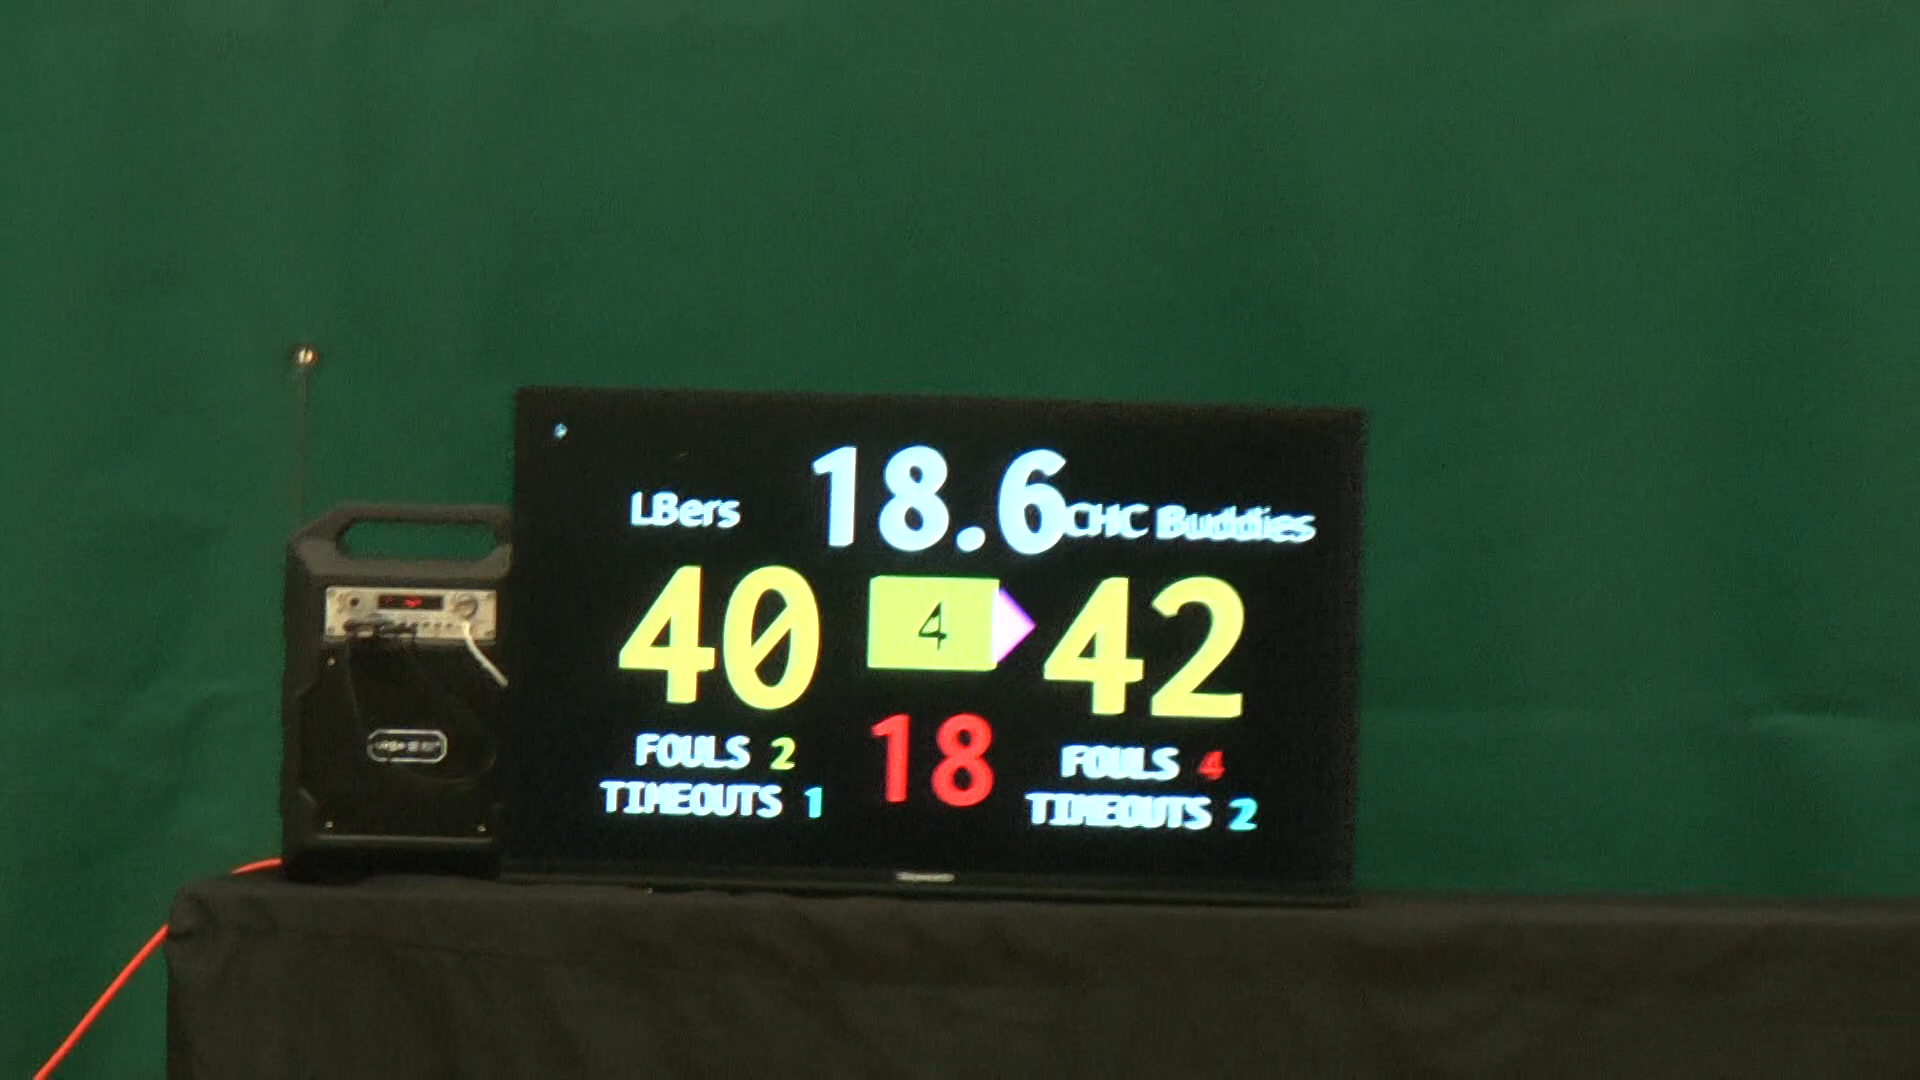 18.6
LBers
CHC Buddies
40
4
42
FOULS 2
18
FOULS 4
TIMEOUTS 1
TIMEOUTS 2